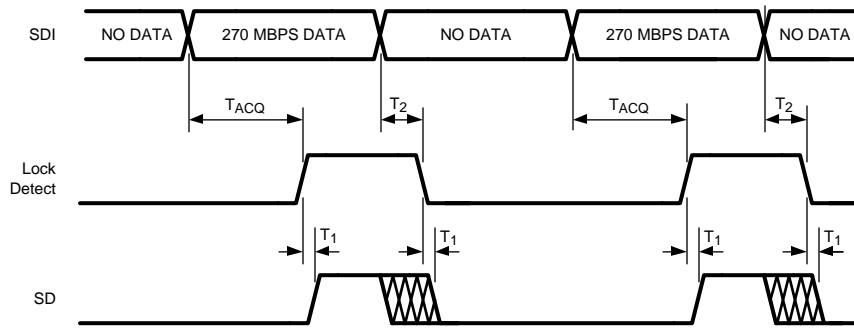 SDI NO DATA 270 MBPS DATA NO DATA 270 MBPS DATA NO DATA
TACQ T2 TACQ T2
Lock
Detect
T1 T1 T1 T1
SD